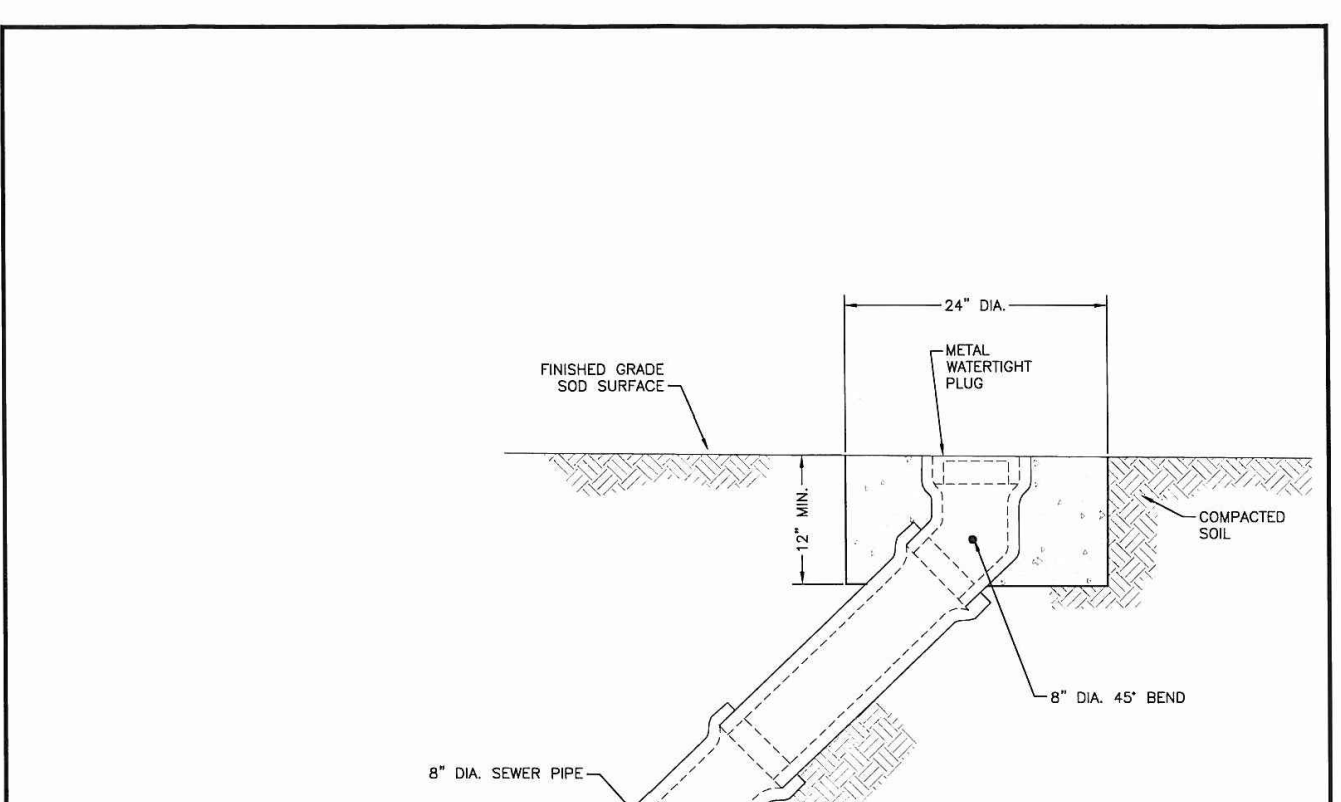 24" DIA.
METAL
WATERTIGHT
PLUG
FINISHED GRADE
SOD SURFACE
12" MIN.
COMPACTED
SOIL
8" DIA. 45° BEND
8" DIA. SEWER PIPE